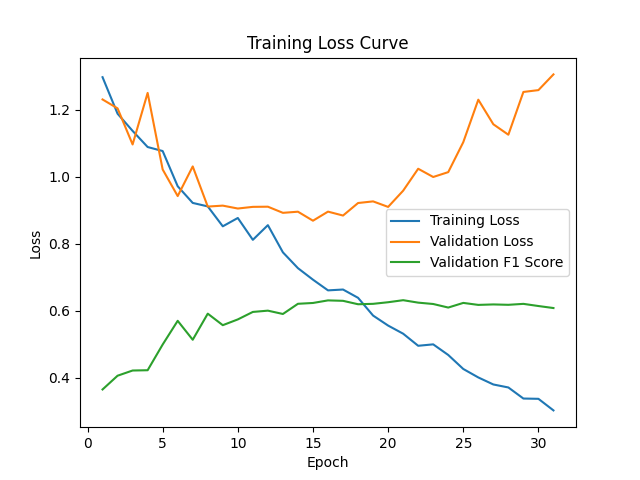 Training Loss Curve
Loss
1.2
1.0
0.8
0.6
0.4
Training Loss
Validation Loss
Validation F1 Score
0 5 10 15 20 25 30
Epoch